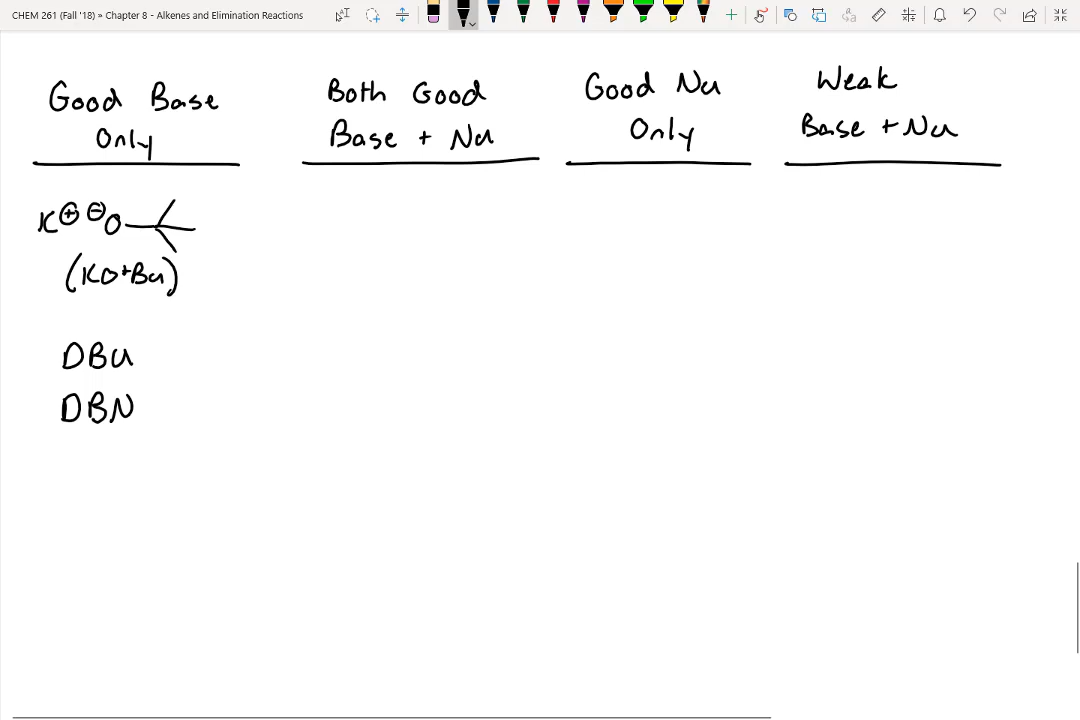 CHEM 261 (Fall '18) » Chapter 8 - Alkenes and Elimination Reactions
Good Base
Only
Both Good
Base + Nu
Good Nu
Only
Weak
Base + Nu
K⊕ ⊖O
(KOtBu)
DBU
DBN